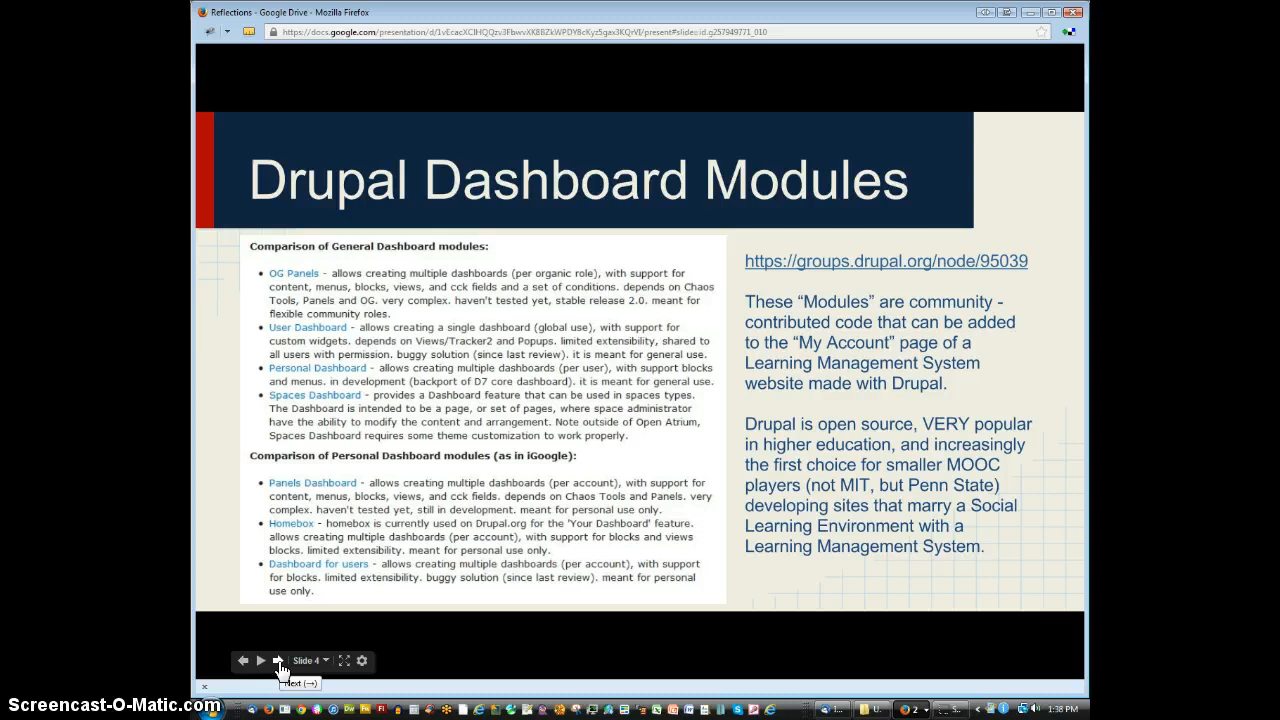 Reflections - Google Drive - Mozilla Firefox
Drupal Dashboard Modules
Comparison of General Dashboard modules:
• OG Panels - allows creating multiple dashboards (per organic role), with support for
content, menus, blocks, views, and cck fields and a set of conditions. depends on Chaos
Tools, Panels and OG. very complex. haven't tested yet, stable release 2.0. meant for
flexible community roles.
• User Dashboard - allows creating a single dashboard (global use), with support for
custom widgets. depends on Views/Tracker2 and Popups. limited extensibility, shared to
all users with permission. buggy solution (since last review). it is meant for general use.
• Personal Dashboard - allows creating multiple dashboards (per user), with support blocks
and menus. in development (backport of D7 core dashboard). it is meant for general use.
• Spaces Dashboard - provides a Dashboard feature that can be used in spaces types.
The Dashboard is intended to be a page, or set of pages, where space administrator
have the ability to modify the content and arrangement. Note outside of Open Atrium,
Spaces Dashboard requires some theme customization to work properly.
Comparison of Personal Dashboard modules (as in iGoogle):
• Panels Dashboard - allows creating multiple dashboards (per account), with support for
content, menus, blocks, views, and cck fields. depends on Chaos Tools and Panels. very
complex. haven't tested yet, still in development. meant for personal use only.
• Homebox - homebox is currently used on Drupal.org for the 'Your Dashboard' feature.
allows creating multiple dashboards (per account), with support for blocks and views
blocks. limited extensibility. meant for personal use only.
• Dashboard for users - allows creating multiple dashboards (per account), with support
for blocks. limited extensibility. buggy solution (since last review). meant for personal
use only.
https://groups.drupal.org/node/95039
These “Modules” are community -
contributed code that can be added
to the “My Account” page of a
Learning Management System
website made with Drupal.
Drupal is open source, VERY popular
in higher education, and increasingly
the first choice for smaller MOOC
players (not MIT, but Penn State)
developing sites that marry a Social
Learning Environment with a
Learning Management System.
Slide 4
Next (→)
Screencast-O-Matic.com
1:38 PM